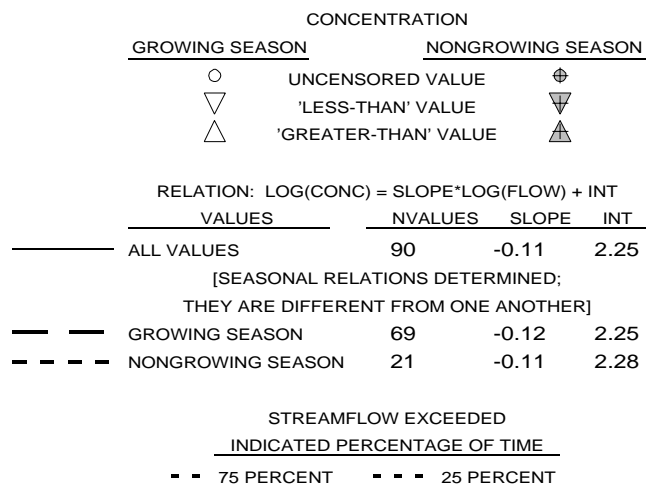 CONCENTRATION
GROWING SEASON NONGROWING SEASON
UNCENSORED VALUE
'LESS-THAN' VALUE
'GREATER-THAN' VALUE
RELATION: LOG(CONC) = SLOPE*LOG(FLOW) + INT
VALUES NVALUES SLOPE INT
ALL VALUES 90 -0.11 2.25
[SEASONAL RELATIONS DETERMINED;
THEY ARE DIFFERENT FROM ONE ANOTHER]
GROWING SEASON 69 -0.12 2.25
NONGROWING SEASON 21 -0.11 2.28
STREAMFLOW EXCEEDED
INDICATED PERCENTAGE OF TIME
75 PERCENT 25 PERCENT